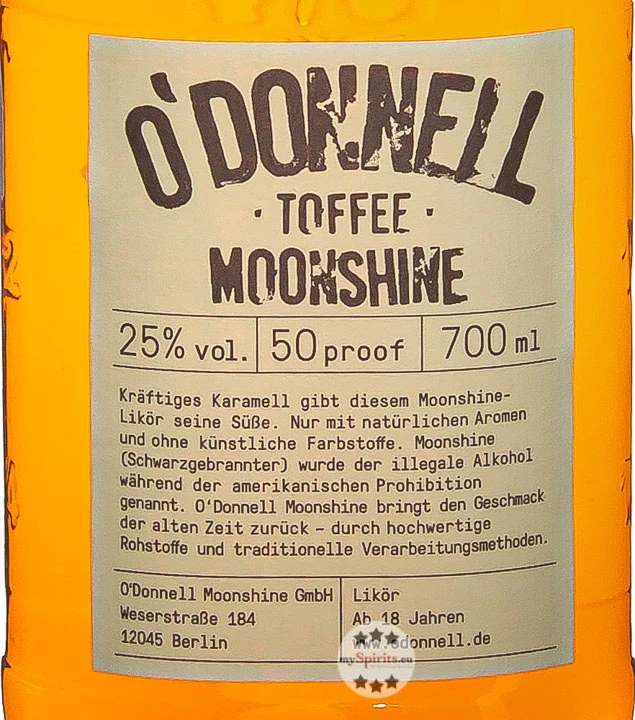 O'DONNELL
· TOFFEE ·
MOONSHINE
25% vol. 50 proof 700 ml
Kräftiges Karamell gibt diesem Moonshine-
Likör seine Süße. Nur mit natürlichen Aromen
und ohne künstliche Farbstoffe. Moonshine
(Schwarzgebrannter) wurde der illegale Alkohol
während der amerikanischen Prohibition
genannt. O'Donnell Moonshine bringt den Geschmack
der alten Zeit zurück – durch hochwertige
Rohstoffe und traditionelle Verarbeitungsmethoden.
O'Donnell Moonshine GmbH
Weserstraße 184
12045 Berlin
Likör
Ab 18 Jahren
www.odonnell.de
mySpirits.eu